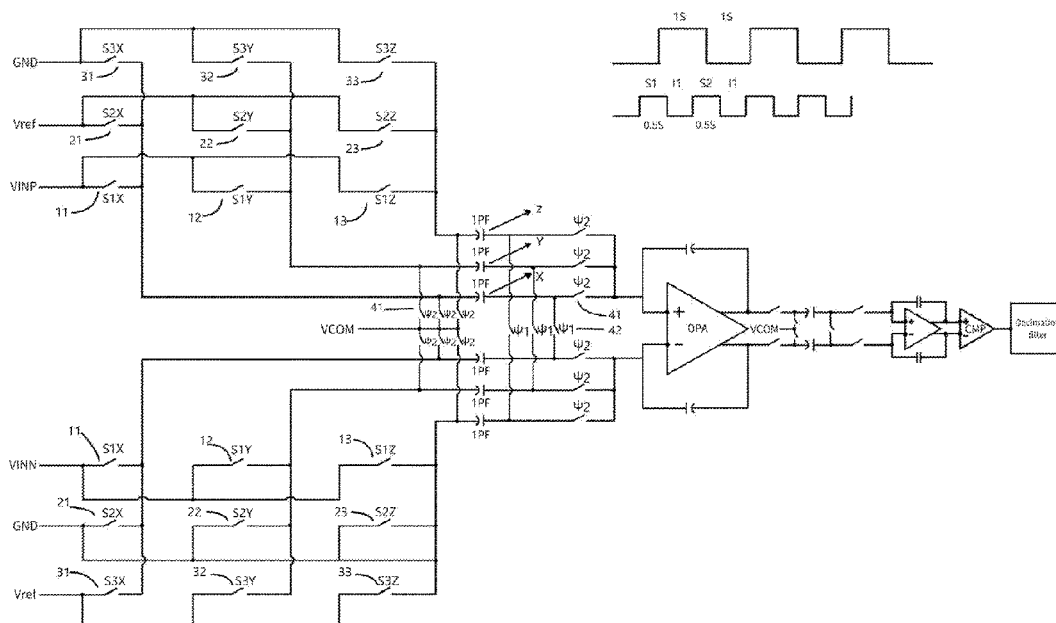 1S 1S
S1 I1 S2 I1
0.5S 0.5S
GND S3X S3Y S3Z
31 32 33
Vref S2X S2Y S2Z
21 22 23
VINP S1X S1Y S1Z
11 12 13
1PF Z Ψ2
1PF Y Ψ2
1PF X Ψ2
41 41
VCOM Ψ2 Ψ2 Ψ2 Ψ1 Ψ1 Ψ1 42
Ψ2 Ψ2 Ψ2 Ψ2
+ OPA - VCOM + - + CMP - Decimation filter
1PF Ψ2
1PF Ψ2
1PF
11 12 13
VINN S1X S1Y S1Z
21 22 23
GND S2X S2Y S2Z
31 32 33
Vref S3X S3Y S3Z